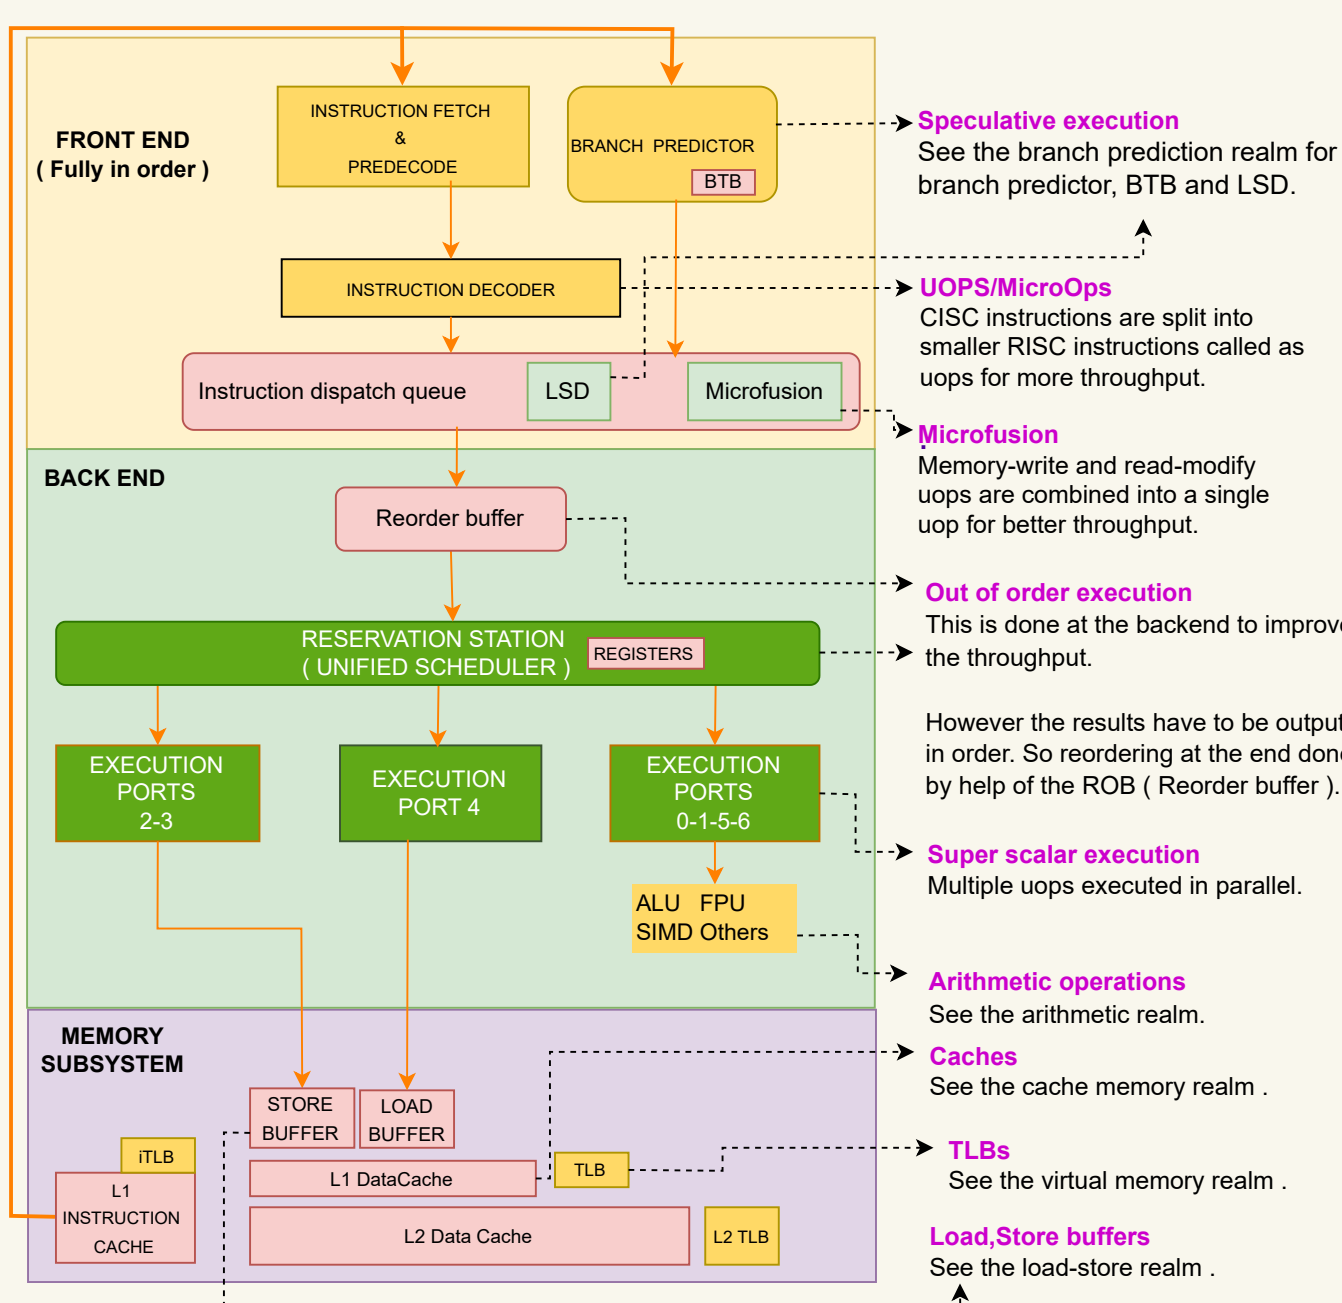 FRONT END
( Fully in order )
INSTRUCTION FETCH
&
PREDECODE
BRANCH PREDICTOR
BTB
Speculative execution
See the branch prediction realm for
branch predictor, BTB and LSD.
INSTRUCTION DECODER
UOPS/MicroOps
CISC instructions are split into
smaller RISC instructions called as
uops for more throughput.
Instruction dispatch queue
LSD
Microfusion
Microfusion
Memory-write and read-modify
uops are combined into a single
uop for better throughput.
BACK END
Reorder buffer
Out of order execution
This is done at the backend to improve
the throughput.
However the results have to be output
in order. So reordering at the end done
by help of the ROB ( Reorder buffer ).
RESERVATION STATION
( UNIFIED SCHEDULER )
REGISTERS
EXECUTION
PORTS
2-3
EXECUTION
PORT 4
EXECUTION
PORTS
0-1-5-6
Super scalar execution
Multiple uops executed in parallel.
ALU FPU
SIMD Others
Arithmetic operations
See the arithmetic realm.
MEMORY
SUBSYSTEM
Caches
See the cache memory realm .
STORE
BUFFER
LOAD
BUFFER
iTLB
L1
INSTRUCTION
CACHE
L1 DataCache
TLB
TLBs
See the virtual memory realm .
L2 Data Cache
L2 TLB
Load,Store buffers
See the load-store realm .